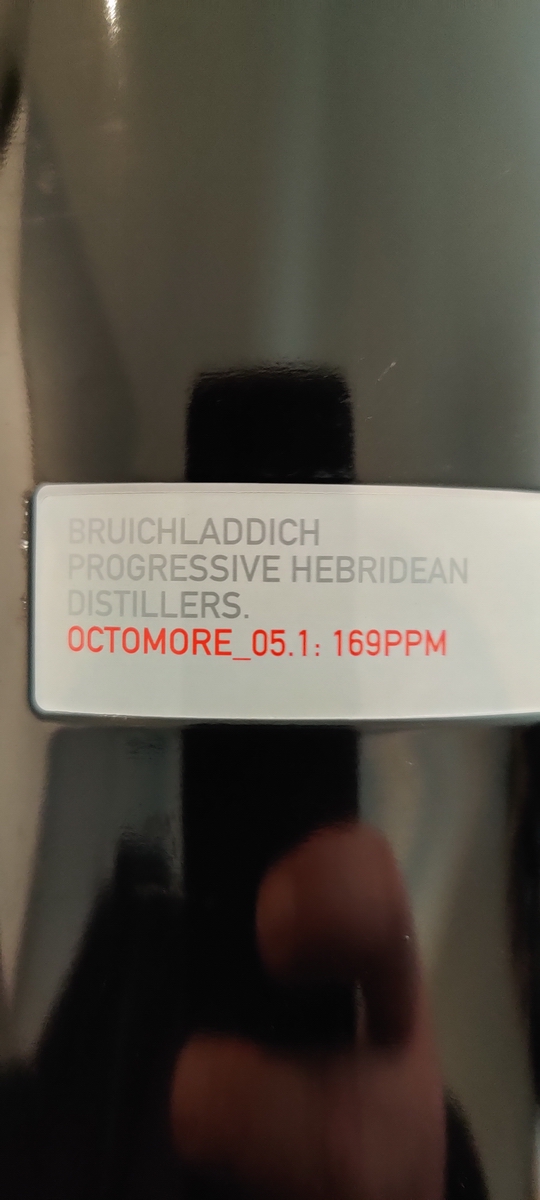 BRUICHLADDICH
PROGRESSIVE HEBRIDEAN
DISTILLERS.
OCTOMORE_05.1: 169PPM